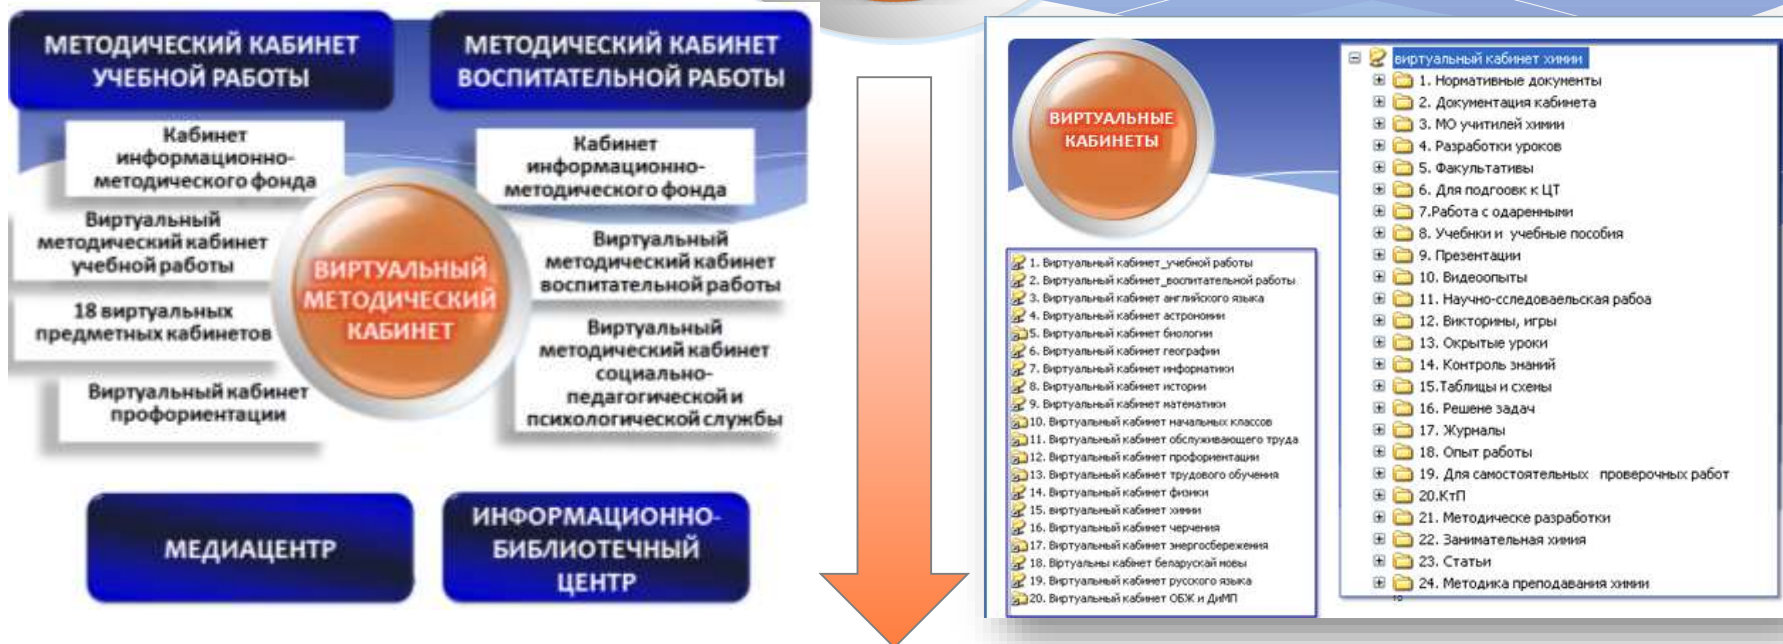 МЕТОДИЧЕСКИЙ КАБИНЕТ
УЧЕБНОЙ РАБОТЫ
МЕТОДИЧЕСКИЙ КАБИНЕТ
ВОСПИТАТЕЛЬНОЙ РАБОТЫ
Кабинет
информационно-
методического фонда
Виртуальный
методический кабинет
учебной работы
18 виртуальных
предметных кабинетов
Виртуальный кабинет
профориентации
ВИРТУАЛЬНЫЙ
МЕТОДИЧЕСКИЙ
КАБИНЕТ
Кабинет
информационно-
методического фонда
Виртуальный
методический кабинет
воспитательной работы
Виртуальный
методический кабинет
социально-
педагогической и
психологической службы
МЕДИАЦЕНТР
ИНФОРМАЦИОННО-
БИБЛИОТЕЧНЫЙ
ЦЕНТР
ВИРТУАЛЬНЫЕ
КАБИНЕТЫ
1. Виртуальный кабинет_учебной работы
2. Виртуальный кабинет_воспитательной работы
3. Виртуальный кабинет английского языка
4. Виртуальный кабинет астрономии
5. Виртуальный кабинет биологии
6. Виртуальный кабинет географии
7. Виртуальный кабинет информатики
8. Виртуальный кабинет истории
9. Виртуальный кабинет математики
10. Виртуальный кабинет начальных классов
11. Виртуальный кабинет обслуживающего труда
12. Виртуальный кабинет профориентации
13. Виртуальный кабинет трудового обучения
14. Виртуальный кабинет физики
15. виртуальный кабинет химии
16. Виртуальный кабинет черчения
17. Виртуальный кабинет энергосбережения
18. Віртуальны кабінет беларускай мовы
19. Виртуальный кабинет русского языка
20. Виртуальный кабинет ОБЖ и ДиМП
виртуальный кабинет химии
1. Нормативные документы
2. Документация кабинета
3. МО учитилей химии
4. Разработки уроков
5. Факультативы
6. Для подгоовк к ЦТ
7.Работа с одаренными
8. Учебнки и учебные пособия
9. Презентации
10. Видеоопыты
11. Научно-сследоваельская рабоа
12. Викторины, игры
13. Окрытые уроки
14. Контроль знаний
15.Таблицы и схемы
16. Решене задач
17. Журналы
18. Опыт работы
19. Для самостоятельных проверочных работ
20.КтП
21. Методическе разработки
22. Занимательная химия
23. Статьи
24. Методика преподавания химии